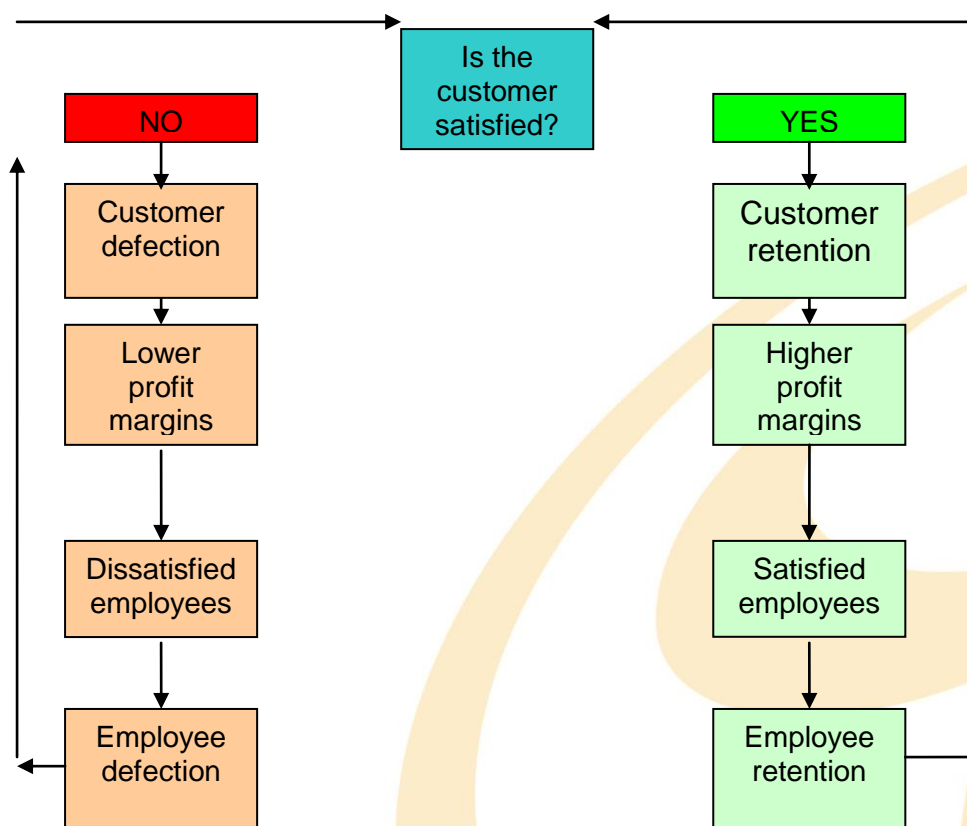 Is the
customer
satisfied?
NO
YES
Customer
defection
Customer
retention
Lower
profit
margins
Higher
profit
margins
Dissatisfied
employees
Satisfied
employees
Employee
defection
Employee
retention